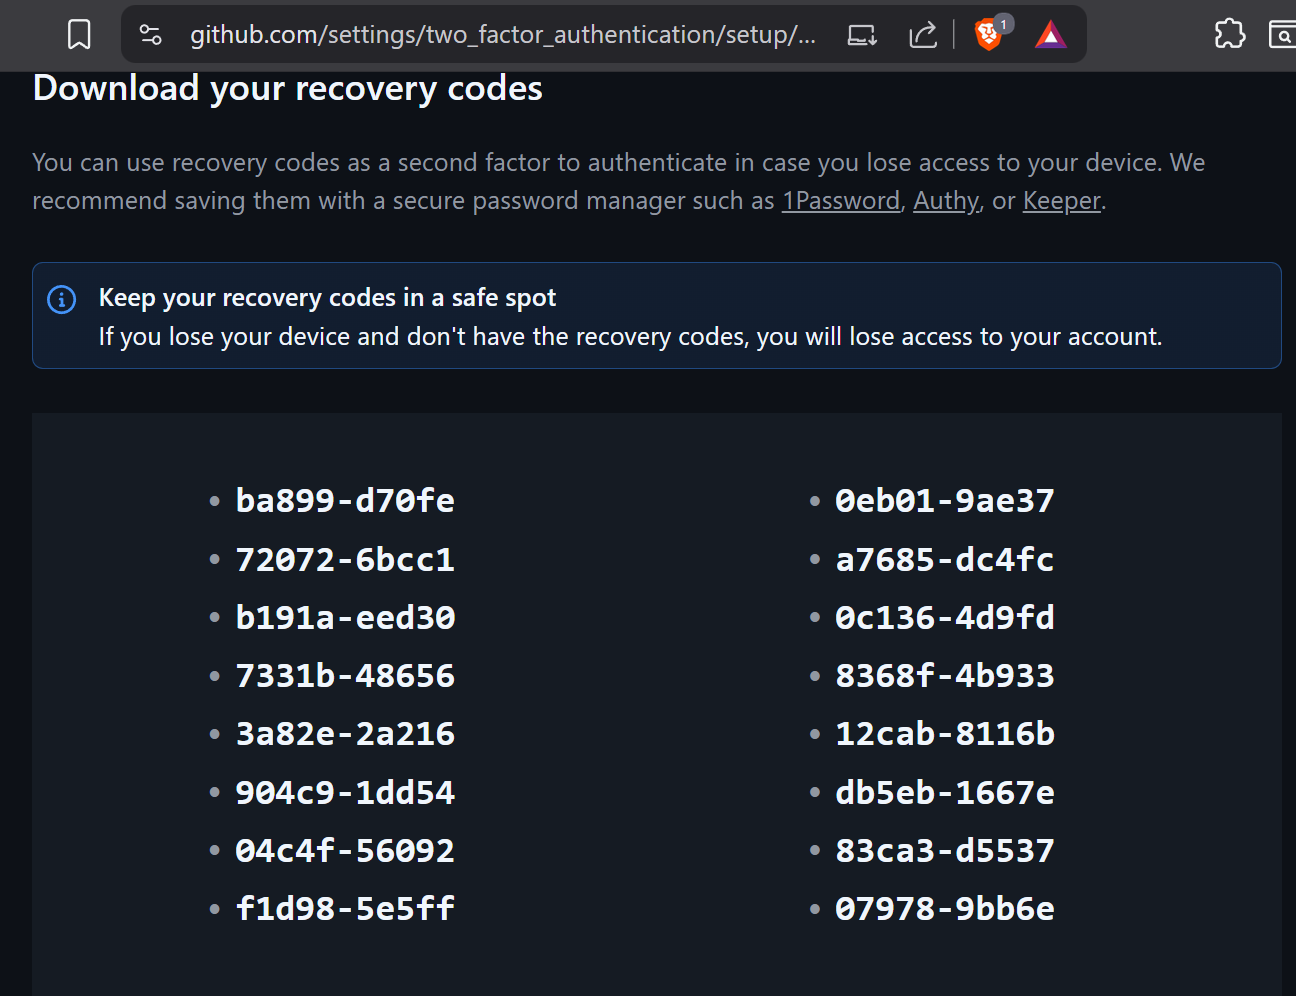 github.com/settings/two_factor_authentication/setup/...
1
Download your recovery codes
You can use recovery codes as a second factor to authenticate in case you lose access to your device. We
recommend saving them with a secure password manager such as 1Password, Authy, or Keeper.
Keep your recovery codes in a safe spot
If you lose your device and don't have the recovery codes, you will lose access to your account.
• ba899-d70fe • 0eb01-9ae37
• 72072-6bcc1 • a7685-dc4fc
• b191a-eed30 • 0c136-4d9fd
• 7331b-48656 • 8368f-4b933
• 3a82e-2a216 • 12cab-8116b
• 904c9-1dd54 • db5eb-1667e
• 04c4f-56092 • 83ca3-d5537
• f1d98-5e5ff • 07978-9bb6e